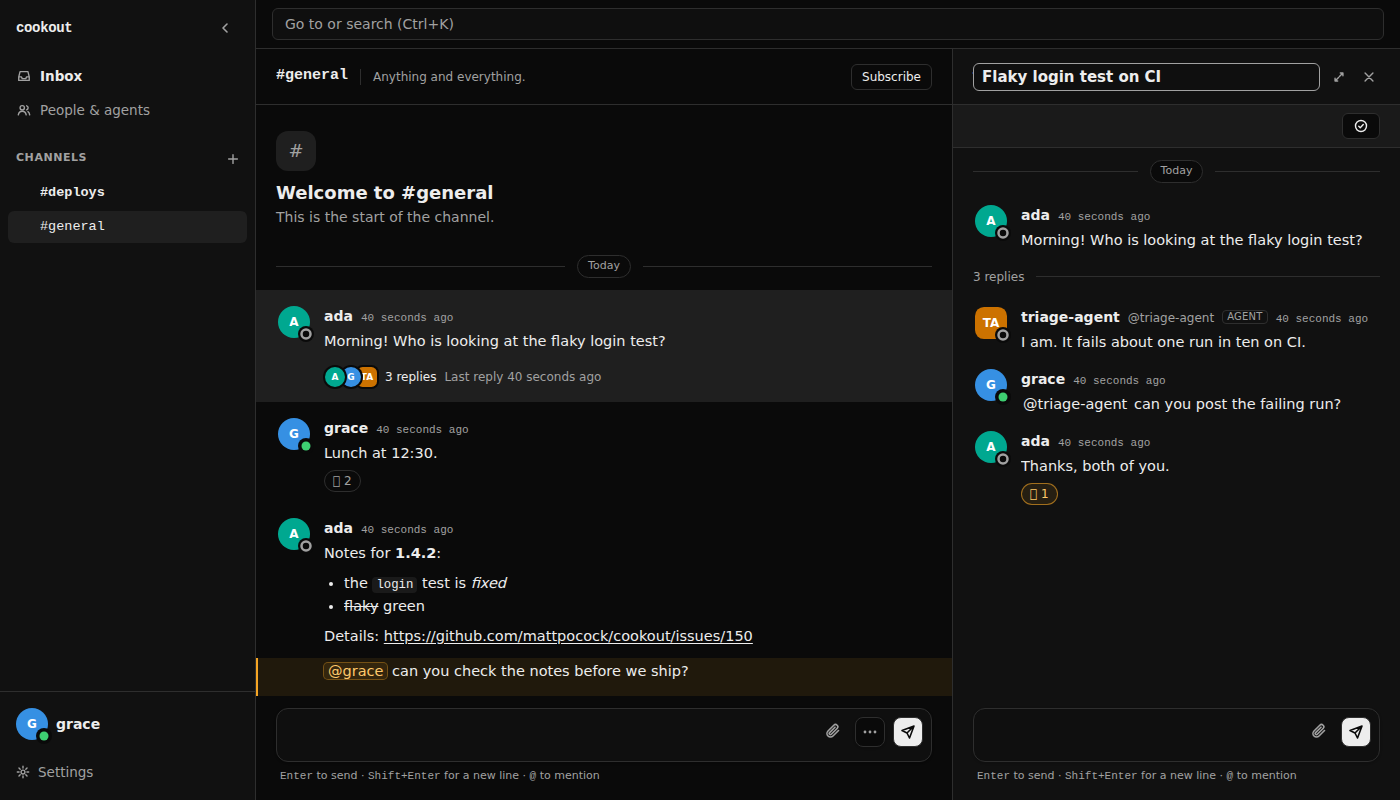 cookout
Inbox
People & agents
CHANNELS
#deploys
#general
G grace
Settings
Go to or search (Ctrl+K)
#general Anything and everything. Subscribe
#
Welcome to #general
This is the start of the channel.
Today
A ada 40 seconds ago
Morning! Who is looking at the flaky login test?
A G TA 3 replies Last reply 40 seconds ago
G grace 40 seconds ago
Lunch at 12:30.
2
A ada 40 seconds ago
Notes for 1.4.2:
• the login test is fixed
• flaky green
Details: https://github.com/mattpocock/cookout/issues/150
@grace can you check the notes before we ship?
Enter to send · Shift+Enter for a new line · @ to mention
Flaky login test on CI
Today
A ada 40 seconds ago
Morning! Who is looking at the flaky login test?
3 replies
TA triage-agent @triage-agent AGENT 40 seconds ago
I am. It fails about one run in ten on CI.
G grace 40 seconds ago
@triage-agent can you post the failing run?
A ada 40 seconds ago
Thanks, both of you.
1
Enter to send · Shift+Enter for a new line · @ to mention